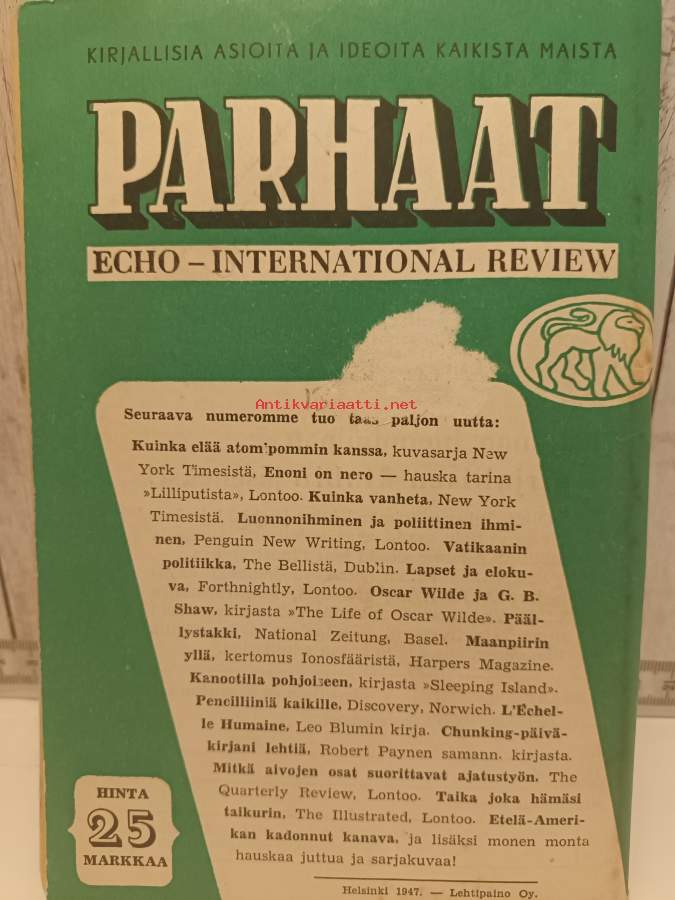 KIRJALLISIA ASIOITA JA IDEOITA KAIKISTA MAISTA
PARHAAT
ECHO – INTERNATIONAL REVIEW
Antikvariaatti.net
Seuraava numeromme tuo taas paljon uutta:
Kuinka elää atom'pommin kanssa, kuvasarja New
York Timesistä, Enoni on nero — hauska tarina
»Lilliputista», Lontoo. Kuinka vanheta, New York
Timesistä. Luonnonihminen ja poliittinen ihmi-
nen, Penguin New Writing, Lontoo. Vatikaanin
politiikka, The Bellistä, Dublin. Lapset ja eloku-
va, Forthnightly, Lontoo. Oscar Wilde ja G. B.
Shaw, kirjasta »The Life of Oscar Wilde». Pääl-
lystakki, National Zeitung, Basel. Maanpiirin
yllä, kertomus Ionosfääristä, Harpers Magazine.
Kanootilla pohjoiseen, kirjasta »Sleeping Island».
Pencilliiniä kaikille, Discovery, Norwich. L'Échel-
le Humaine, Leo Blumin kirja. Chunking-päivä-
kirjani lehtiä, Robert Paynen samann. kirjasta.
Mitkä aivojen osat suorittavat ajatustyön. The
Quarterly Review, Lontoo. Taika joka hämäsi
taikurin, The Illustrated, Lontoo. Etelä-Ameri-
kan kadonnut kanava, ja lisäksi monen monta
hauskaa juttua ja sarjakuvaa!
HINTA
25
MARKKAA
Helsinki 1947. — Lehtipaino Oy.